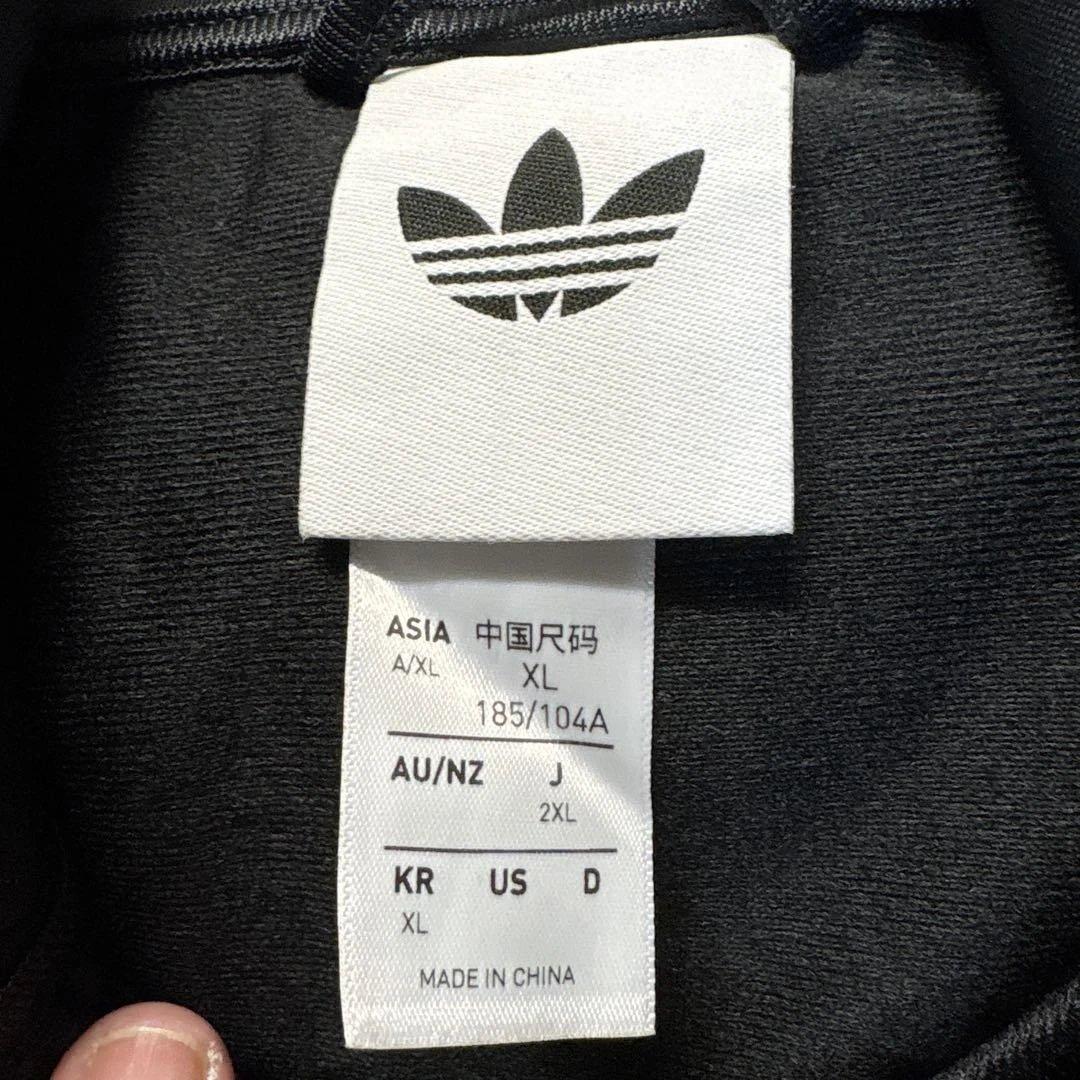 ASIA 中国尺码
A/XL XL
185/104A
AU/NZ J
2XL
KR US D
XL
MADE IN CHINA